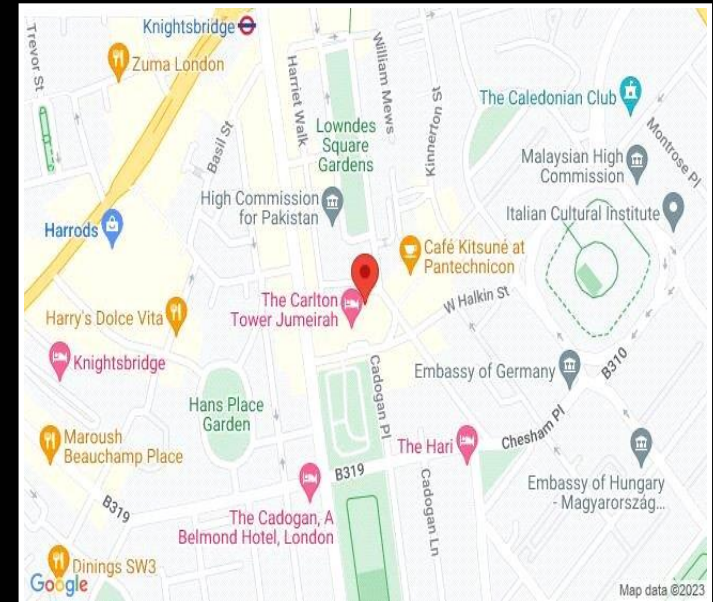 Knightsbridge
Trevor St.
Zuma London
Harriet Walk
William Mews
Basil St
Kinnerton St
The Caledonian Club
Montrose Pl
Lowndes
Square
Gardens
Malaysian High
Commission
High Commission
for Pakistan
Italian Cultural Institute
Harrods
Café Kitsuné at
Pantechnicon
The Carlton
Tower Jumeirah
W Halkin St
Harry's Dolce Vita
Knightsbridge
Cadogan Pl
Embassy of Germany
B310
Hans Place
Garden
Chesham Pl
Maroush
Beauchamp Place
The Hari
B319
B319
Cadogan Ln
Embassy of Hungary
- Magyarország...
The Cadogan, A
Belmond Hotel, London
Dinings SW3
Google
Map data ©2023